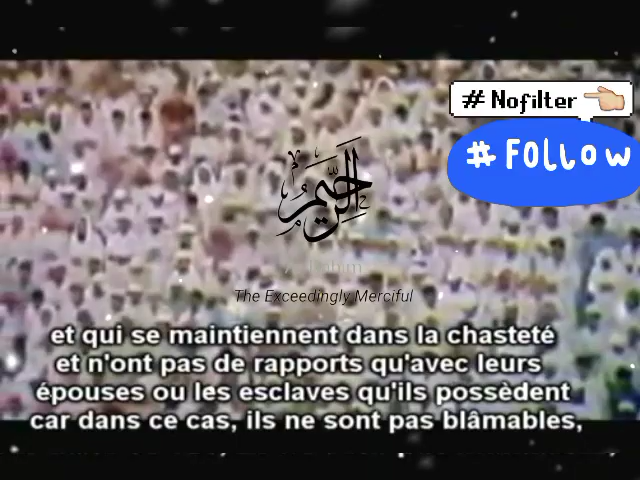 # Nofilter
# FOLLOW
الرحيم
The Exceedingly Merciful
et qui se maintiennent dans la chasteté
et n'ont pas de rapports qu'avec leurs
épouses ou les esclaves qu'ils possèdent
car dans ce cas, ils ne sont pas blâmables,